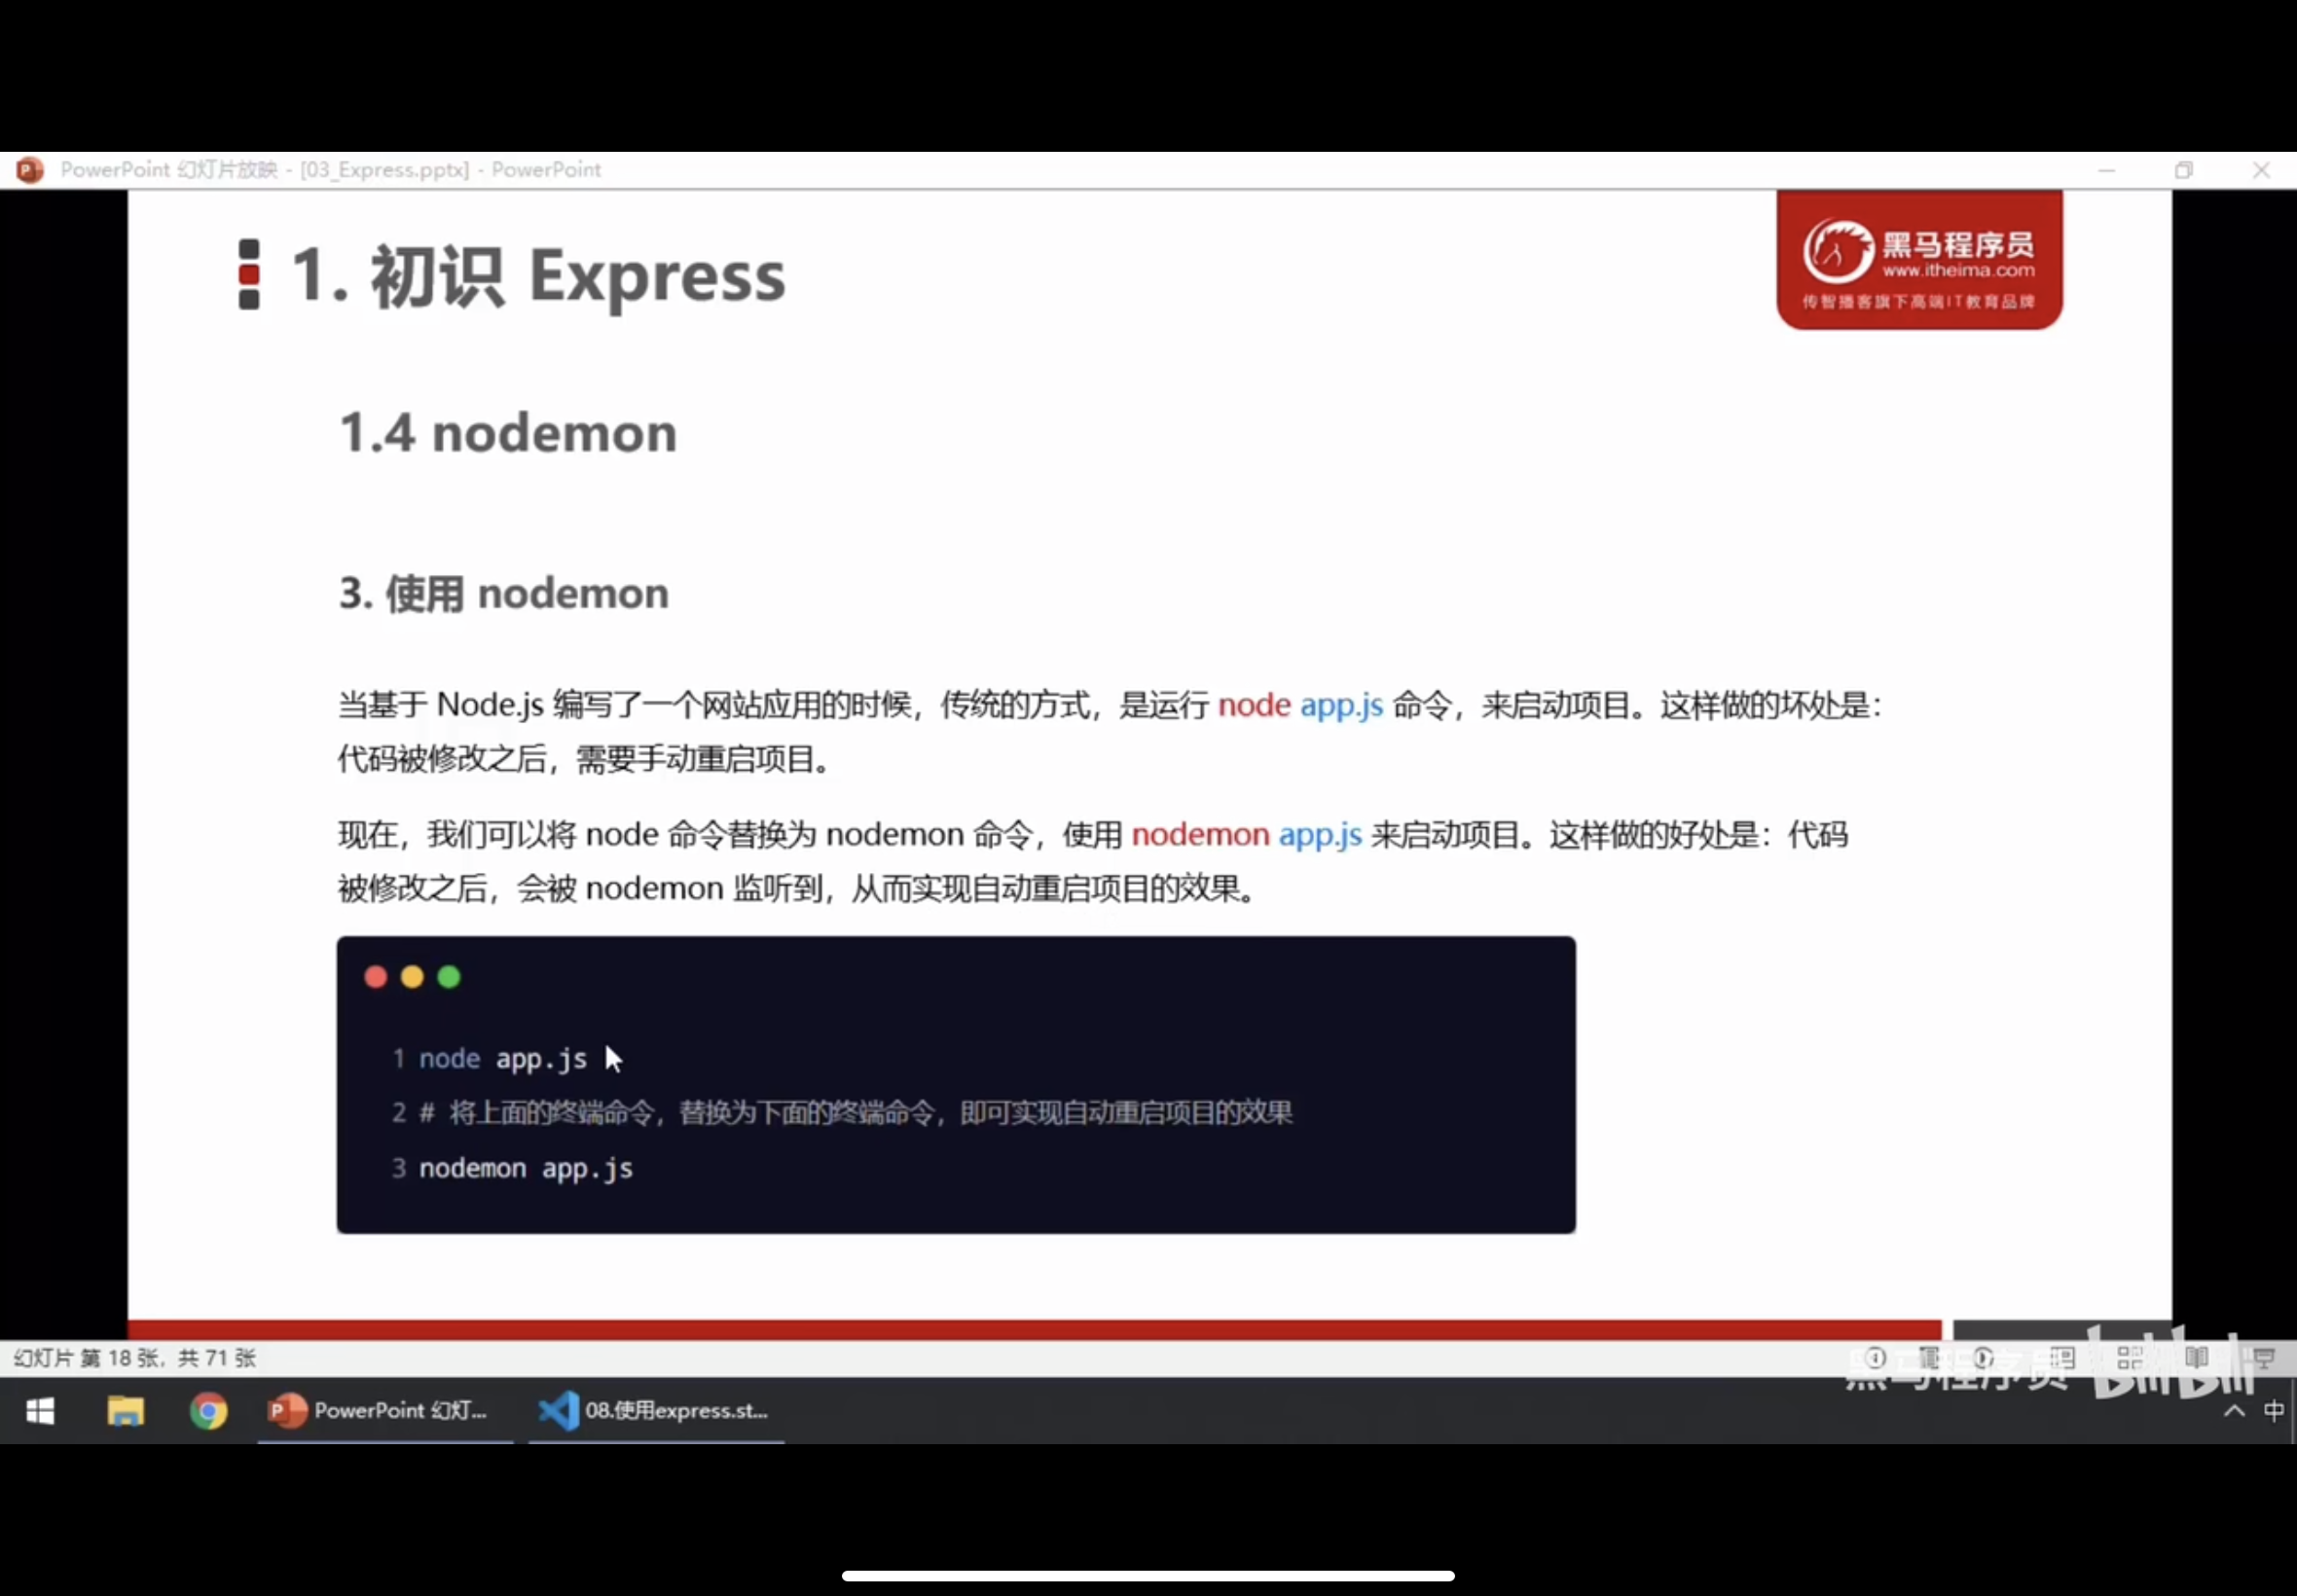 PowerPoint 幻灯片放映 - [03_Express.pptx] - PowerPoint
1. 初识 Express
黑马程序员
www.itheima.com
传智播客旗下高端IT教育品牌
1.4 nodemon
3. 使用 nodemon
当基于 Node.js 编写了一个网站应用的时候，传统的方式，是运行 node app.js 命令，来启动项目。这样做的坏处是：
代码被修改之后，需要手动重启项目。
现在，我们可以将 node 命令替换为 nodemon 命令，使用 nodemon app.js 来启动项目。这样做的好处是：代码
被修改之后，会被 nodemon 监听到，从而实现自动重启项目的效果。
1 node app.js
2 # 将上面的终端命令，替换为下面的终端命令，即可实现自动重启项目的效果
3 nodemon app.js
幻灯片 第 18 张，共 71 张
黑马程序员 bilibili
PowerPoint 幻灯...
08.使用express.st...
中